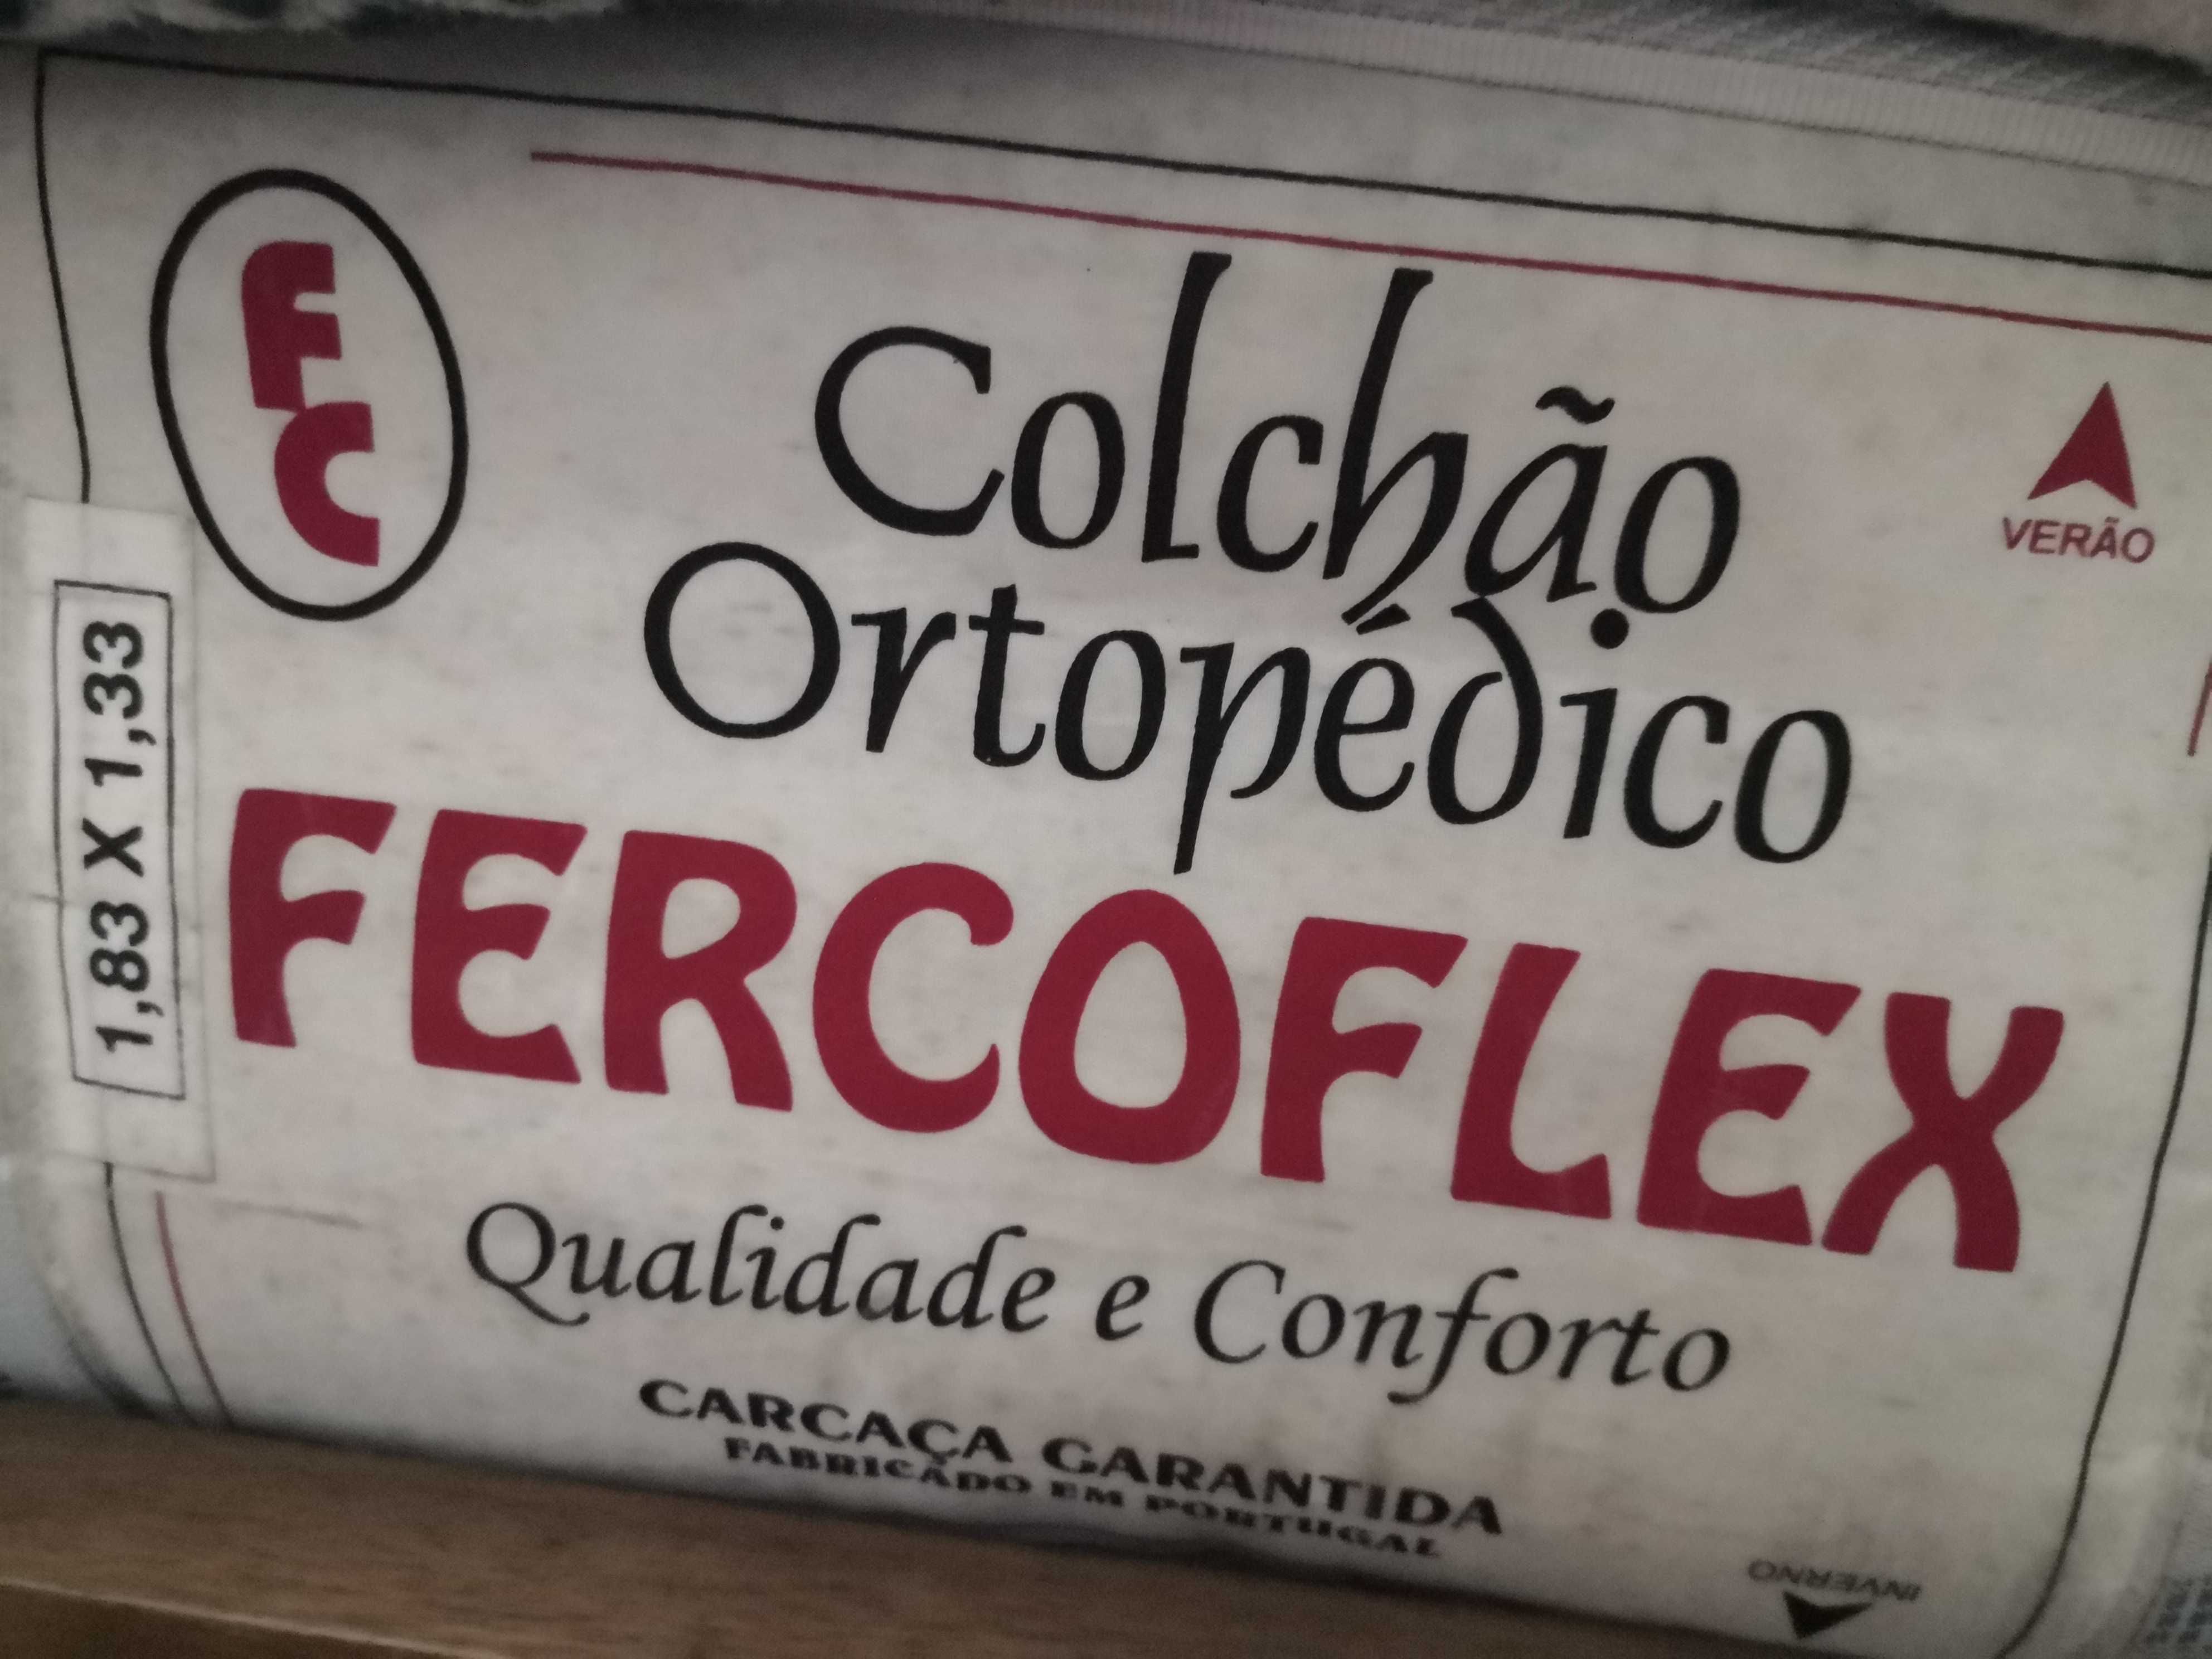 FC
Colchão
Ortopédico
VERÃO
1,83 X 1,33
FERCOFLEX
Qualidade e Conforto
CARCAÇA GARANTIDA
FABRICADO EM PORTUGAL
INVERNO